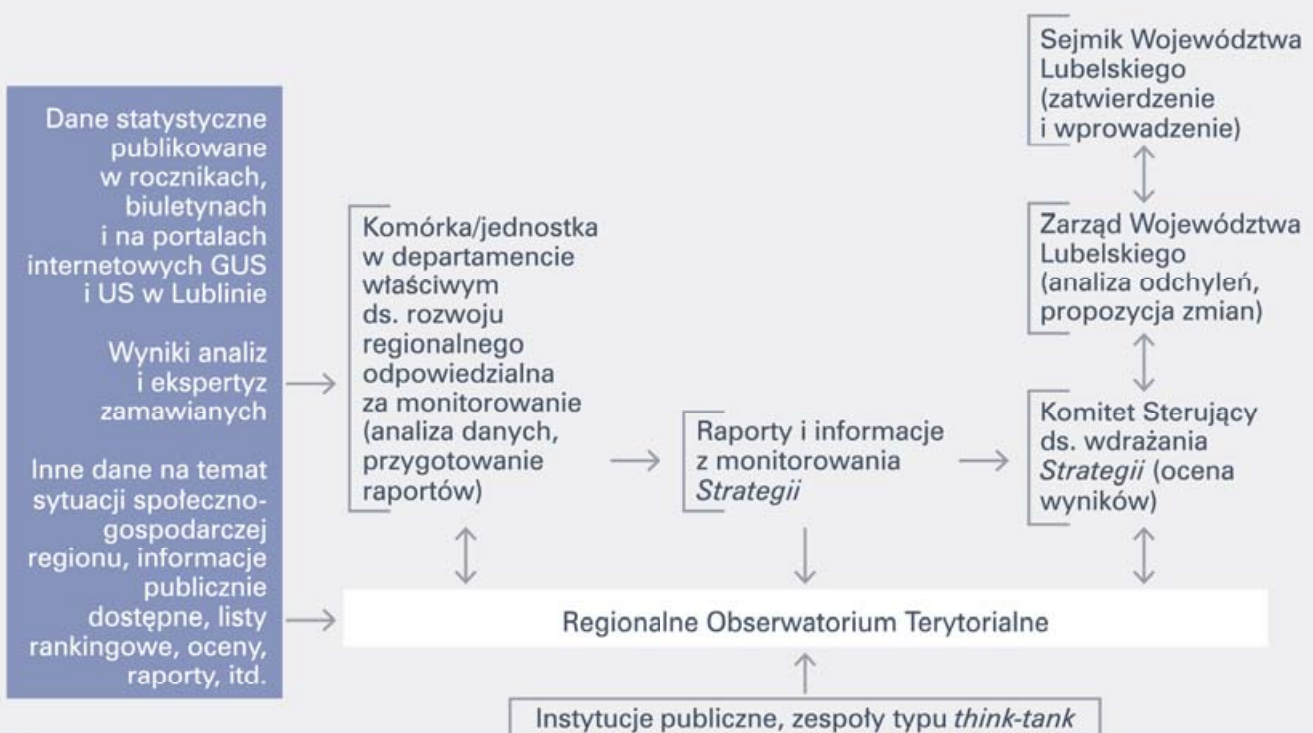 Dane statystyczne
publikowane
w rocznikach,
biuletynach
i na portalach
internetowych GUS
i US w Lublinie
Wyniki analiz
i ekspertyz
zamawianych
Inne dane na temat
sytuacji społeczno-
gospodarczej
regionu, informacje
publicznie
dostępne, listy
rankingowe, oceny,
raporty, itd.
Komórka/jednostka
w departamencie
właściwym
ds. rozwoju
regionalnego
odpowiedzialna
za monitorowanie
(analiza danych,
przygotowanie
raportów)
Raporty i informacje
z monitorowania
Strategii
Sejmik Województwa
Lubelskiego
(zatwierdzenie
i wprowadzenie)
Zarząd Województwa
Lubelskiego
(analiza odchyleń,
propozycja zmian)
Komitet Sterujący
ds. wdrażania
Strategii (ocena
wyników)
Regionalne Obserwatorium Terytorialne
Instytucje publiczne, zespoły typu think-tank